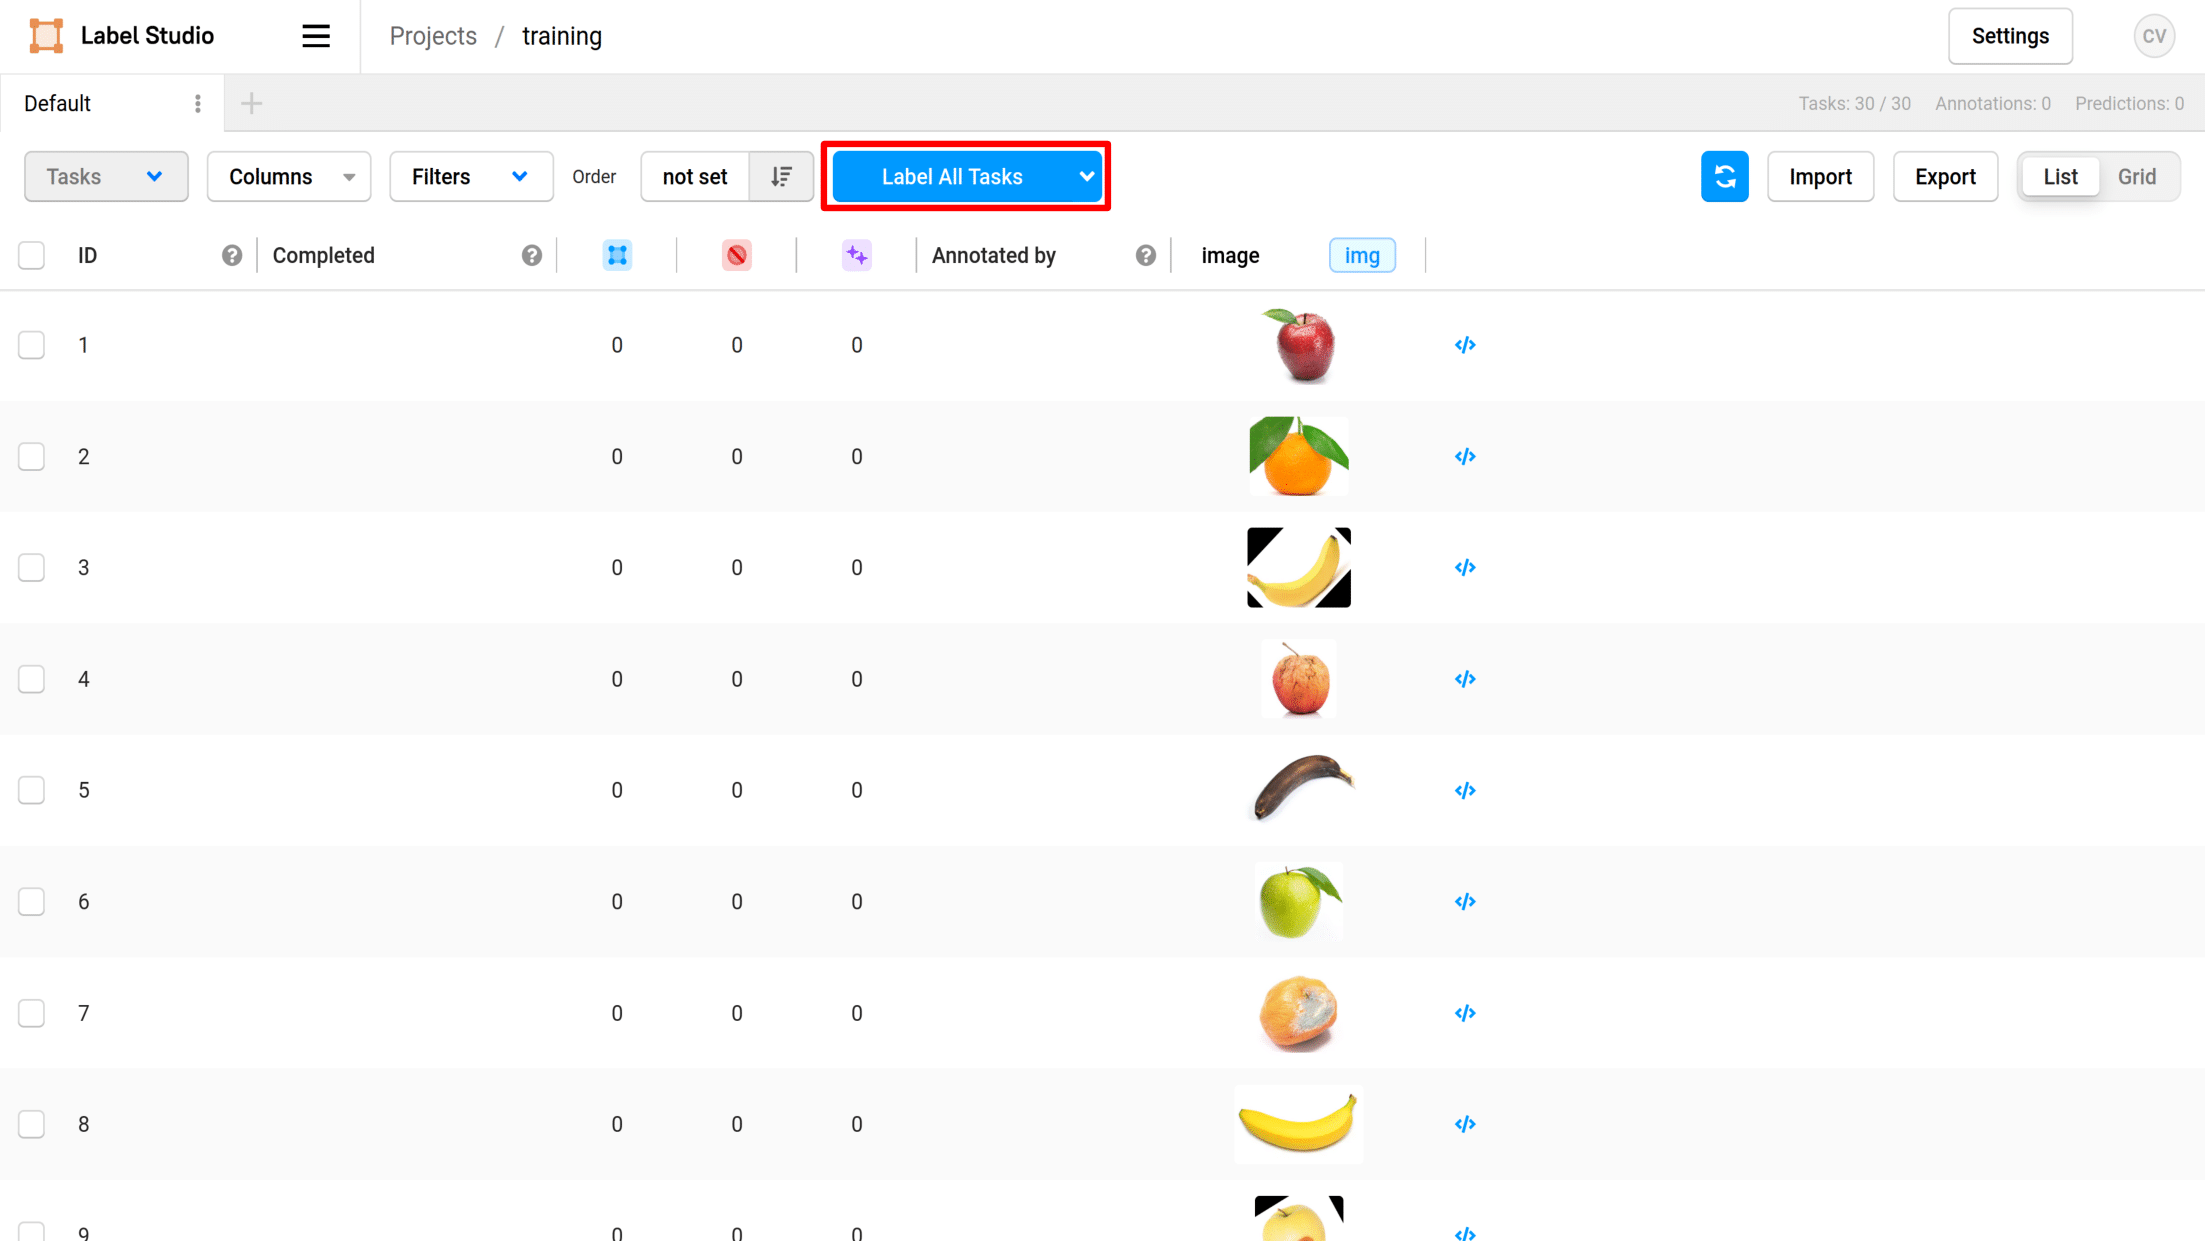 Label Studio
Projects / training
Settings
CV
Default
Tasks: 30 / 30 Annotations: 0 Predictions: 0
Tasks Columns Filters Order not set Label All Tasks Import Export List Grid
ID Completed Annotated by image img
1 0 0 0 </>
2 0 0 0 </>
3 0 0 0 </>
4 0 0 0 </>
5 0 0 0 </>
6 0 0 0 </>
7 0 0 0 </>
8 0 0 0 </>
9 0 0 0 </>